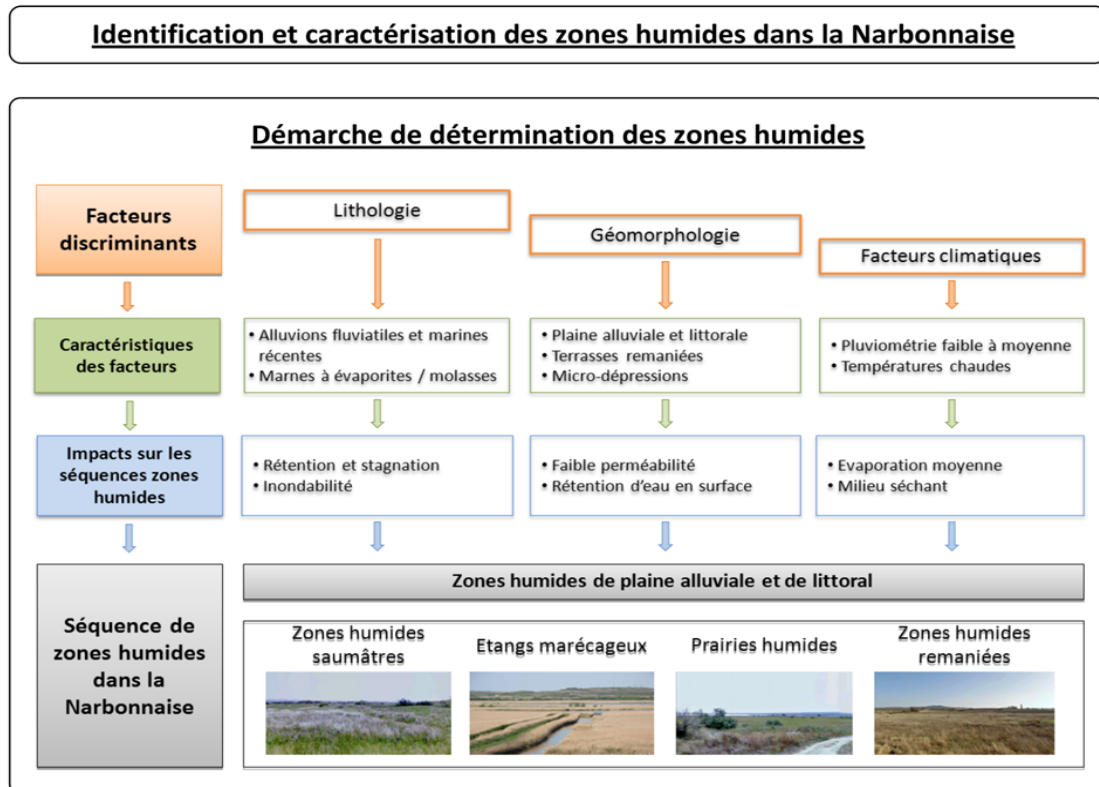 Identification et caractérisation des zones humides dans la Narbonnaise
Démarche de détermination des zones humides
Facteurs
discriminants
Lithologie
Géomorphologie
Facteurs climatiques
Caractéristiques
des facteurs
• Alluvions fluviatiles et marines
récentes
• Marnes à évaporites / molasses
• Plaine alluviale et littorale
• Terrasses remaniées
• Micro-dépressions
• Pluviométrie faible à moyenne
• Températures chaudes
Impacts sur les
séquences zones
humides
• Rétention et stagnation
• Inondabilité
• Faible perméabilité
• Rétention d'eau en surface
• Evaporation moyenne
• Milieu séchant
Séquence de
zones humides
dans la
Narbonnaise
Zones humides de plaine alluviale et de littoral
Zones humides
saumâtres
Etangs marécageux
Prairies humides
Zones humides
remaniées